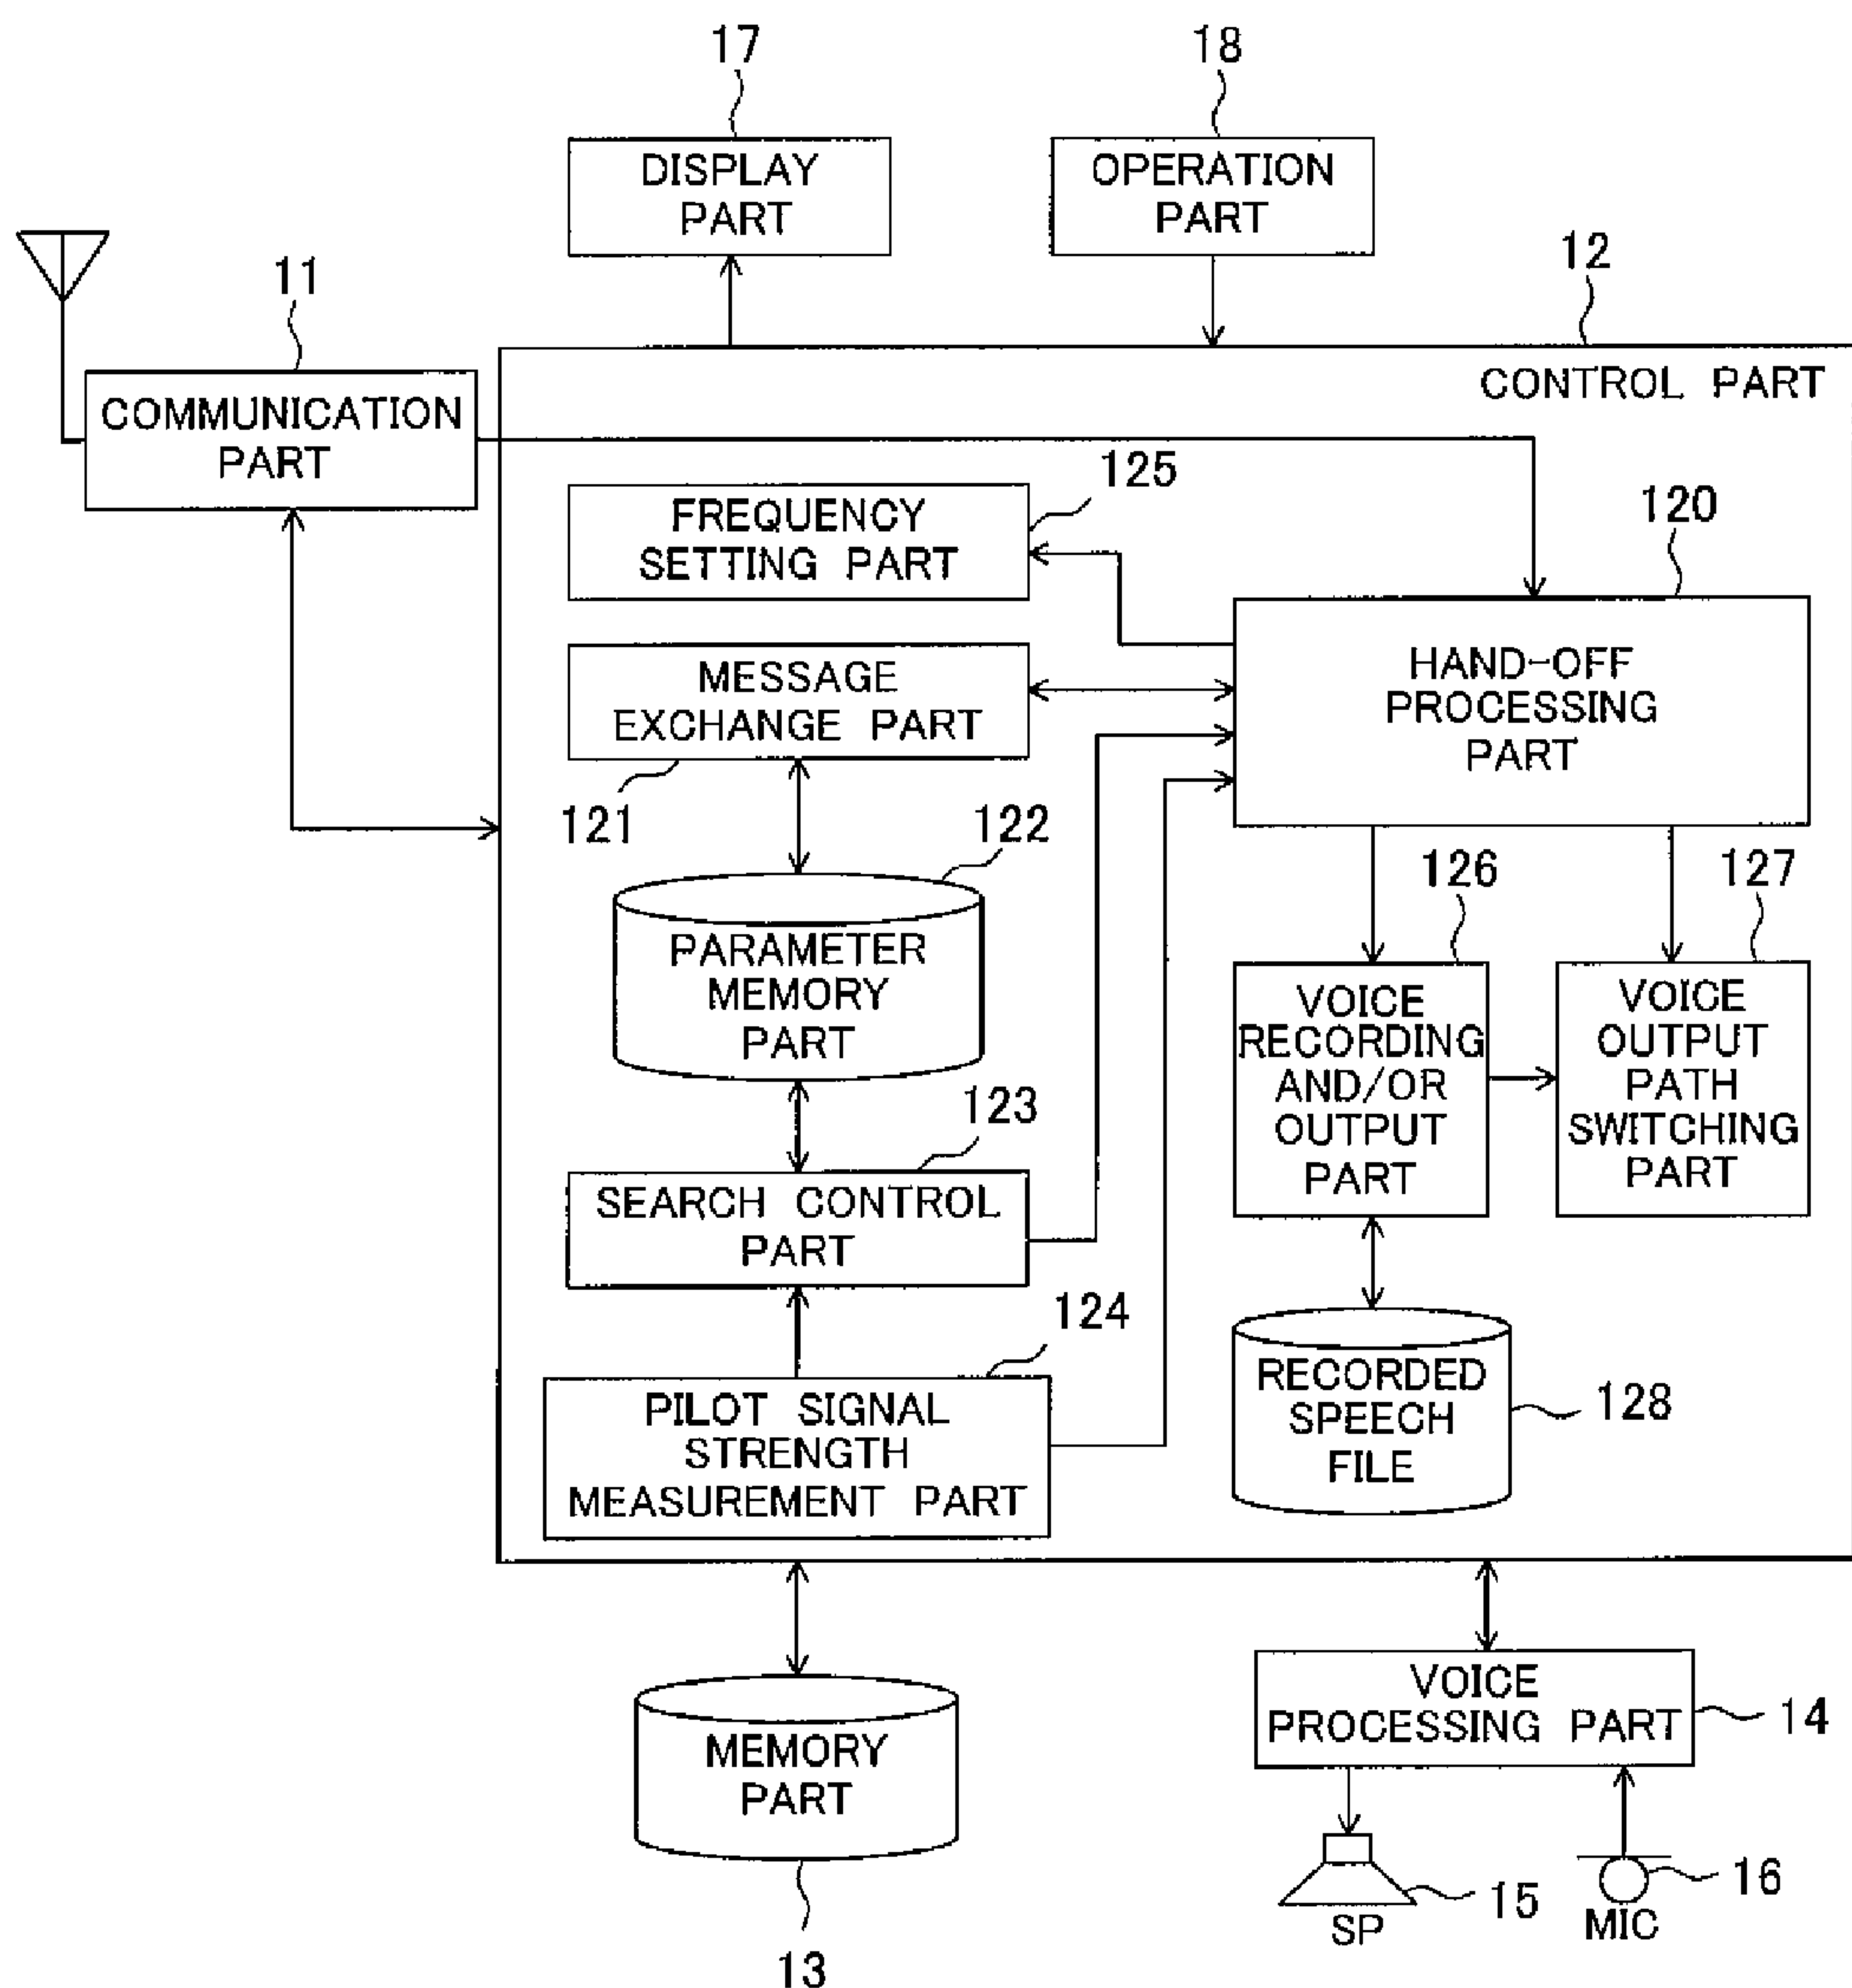 17
18
DISPLAY
PART
OPERATION
PART
11
12
COMMUNICATION
PART
CONTROL PART
125
120
FREQUENCY
SETTING PART
MESSAGE
EXCHANGE PART
HAND-OFF
PROCESSING
PART
121
122
126
127
PARAMETER
MEMORY
PART
VOICE
RECORDING
AND/OR
OUTPUT
PART
VOICE
OUTPUT
PATH
SWITCHING
PART
123
SEARCH CONTROL
PART
124
PILOT SIGNAL
STRENGTH
MEASUREMENT PART
RECORDED
SPEECH
FILE
128
MEMORY
PART
VOICE
PROCESSING PART
14
15
16
SP
MIC
13